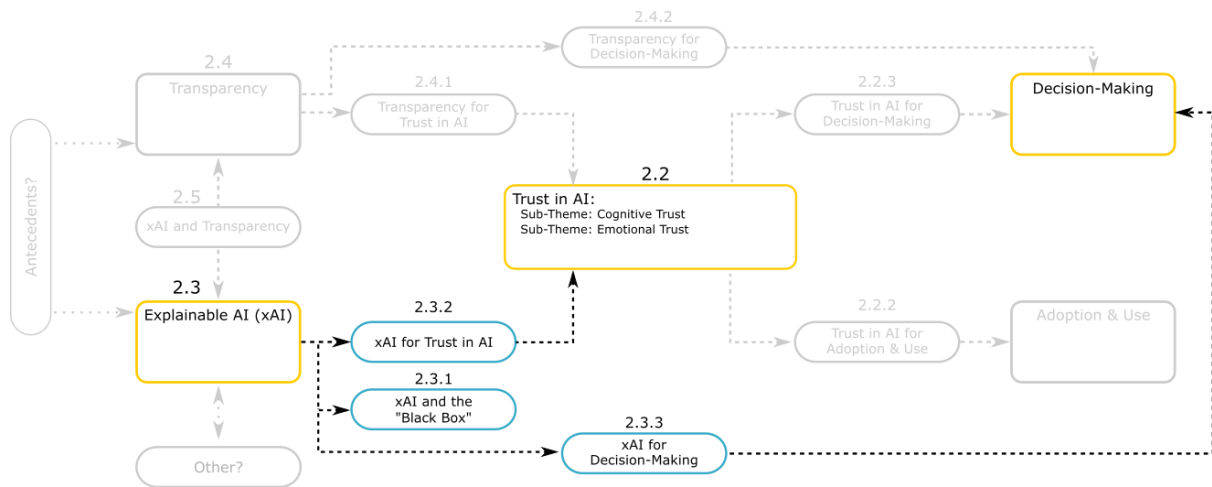 2.4.2
Transparency for
Decision-Making
2.4
Transparency
2.4.1
Transparency for
Trust in AI
2.2.3
Trust in AI for
Decision-Making
Decision-Making
Antecedents?
2.5
xAI and Transparency
2.2
Trust in AI:
Sub-Theme: Cognitive Trust
Sub-Theme: Emotional Trust
2.3
Explainable AI (xAI)
2.3.2
xAI for Trust in AI
2.2.2
Trust in AI for
Adoption & Use
Adoption & Use
2.3.1
xAI and the
"Black Box"
2.3.3
xAI for
Decision-Making
Other?